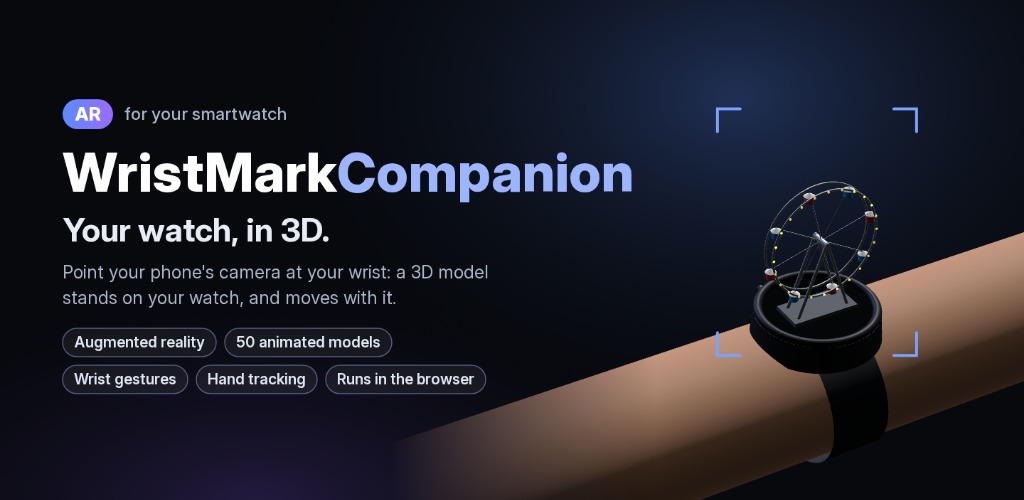 AR for your smartwatch
WristMarkCompanion
Your watch, in 3D.
Point your phone's camera at your wrist: a 3D model
stands on your watch, and moves with it.
Augmented reality 50 animated models
Wrist gestures Hand tracking Runs in the browser